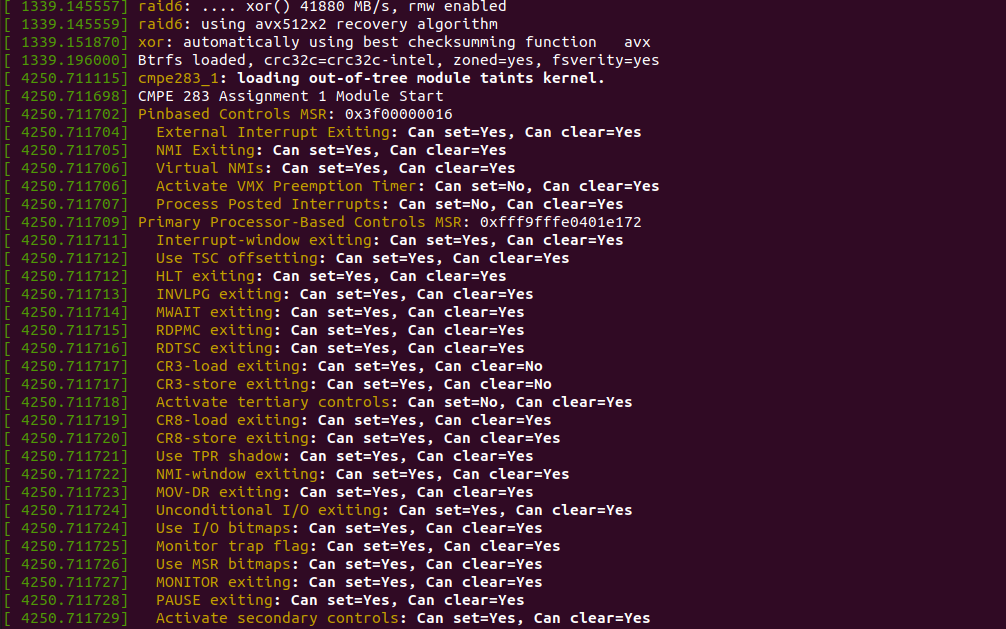 [ 1339.145557] raid6: .... xor() 41880 MB/s, rmw enabled
[ 1339.145559] raid6: using avx512x2 recovery algorithm
[ 1339.151870] xor: automatically using best checksumming function   avx
[ 1339.196000] Btrfs loaded, crc32c=crc32c-intel, zoned=yes, fsverity=yes
[ 4250.711115] cmpe283_1: loading out-of-tree module taints kernel.
[ 4250.711698] CMPE 283 Assignment 1 Module Start
[ 4250.711702] Pinbased Controls MSR: 0x3f00000016
[ 4250.711704]   External Interrupt Exiting: Can set=Yes, Can clear=Yes
[ 4250.711705]   NMI Exiting: Can set=Yes, Can clear=Yes
[ 4250.711706]   Virtual NMIs: Can set=Yes, Can clear=Yes
[ 4250.711706]   Activate VMX Preemption Timer: Can set=No, Can clear=Yes
[ 4250.711707]   Process Posted Interrupts: Can set=No, Can clear=Yes
[ 4250.711709] Primary Processor-Based Controls MSR: 0xfff9fffe0401e172
[ 4250.711711]   Interrupt-window exiting: Can set=Yes, Can clear=Yes
[ 4250.711712]   Use TSC offsetting: Can set=Yes, Can clear=Yes
[ 4250.711712]   HLT exiting: Can set=Yes, Can clear=Yes
[ 4250.711713]   INVLPG exiting: Can set=Yes, Can clear=Yes
[ 4250.711714]   MWAIT exiting: Can set=Yes, Can clear=Yes
[ 4250.711715]   RDPMC exiting: Can set=Yes, Can clear=Yes
[ 4250.711716]   RDTSC exiting: Can set=Yes, Can clear=Yes
[ 4250.711717]   CR3-load exiting: Can set=Yes, Can clear=No
[ 4250.711717]   CR3-store exiting: Can set=Yes, Can clear=No
[ 4250.711718]   Activate tertiary controls: Can set=No, Can clear=Yes
[ 4250.711719]   CR8-load exiting: Can set=Yes, Can clear=Yes
[ 4250.711720]   CR8-store exiting: Can set=Yes, Can clear=Yes
[ 4250.711721]   Use TPR shadow: Can set=Yes, Can clear=Yes
[ 4250.711722]   NMI-window exiting: Can set=Yes, Can clear=Yes
[ 4250.711723]   MOV-DR exiting: Can set=Yes, Can clear=Yes
[ 4250.711724]   Unconditional I/O exiting: Can set=Yes, Can clear=Yes
[ 4250.711724]   Use I/O bitmaps: Can set=Yes, Can clear=Yes
[ 4250.711725]   Monitor trap flag: Can set=Yes, Can clear=Yes
[ 4250.711726]   Use MSR bitmaps: Can set=Yes, Can clear=Yes
[ 4250.711727]   MONITOR exiting: Can set=Yes, Can clear=Yes
[ 4250.711728]   PAUSE exiting: Can set=Yes, Can clear=Yes
[ 4250.711729]   Activate secondary controls: Can set=Yes, Can clear=Yes